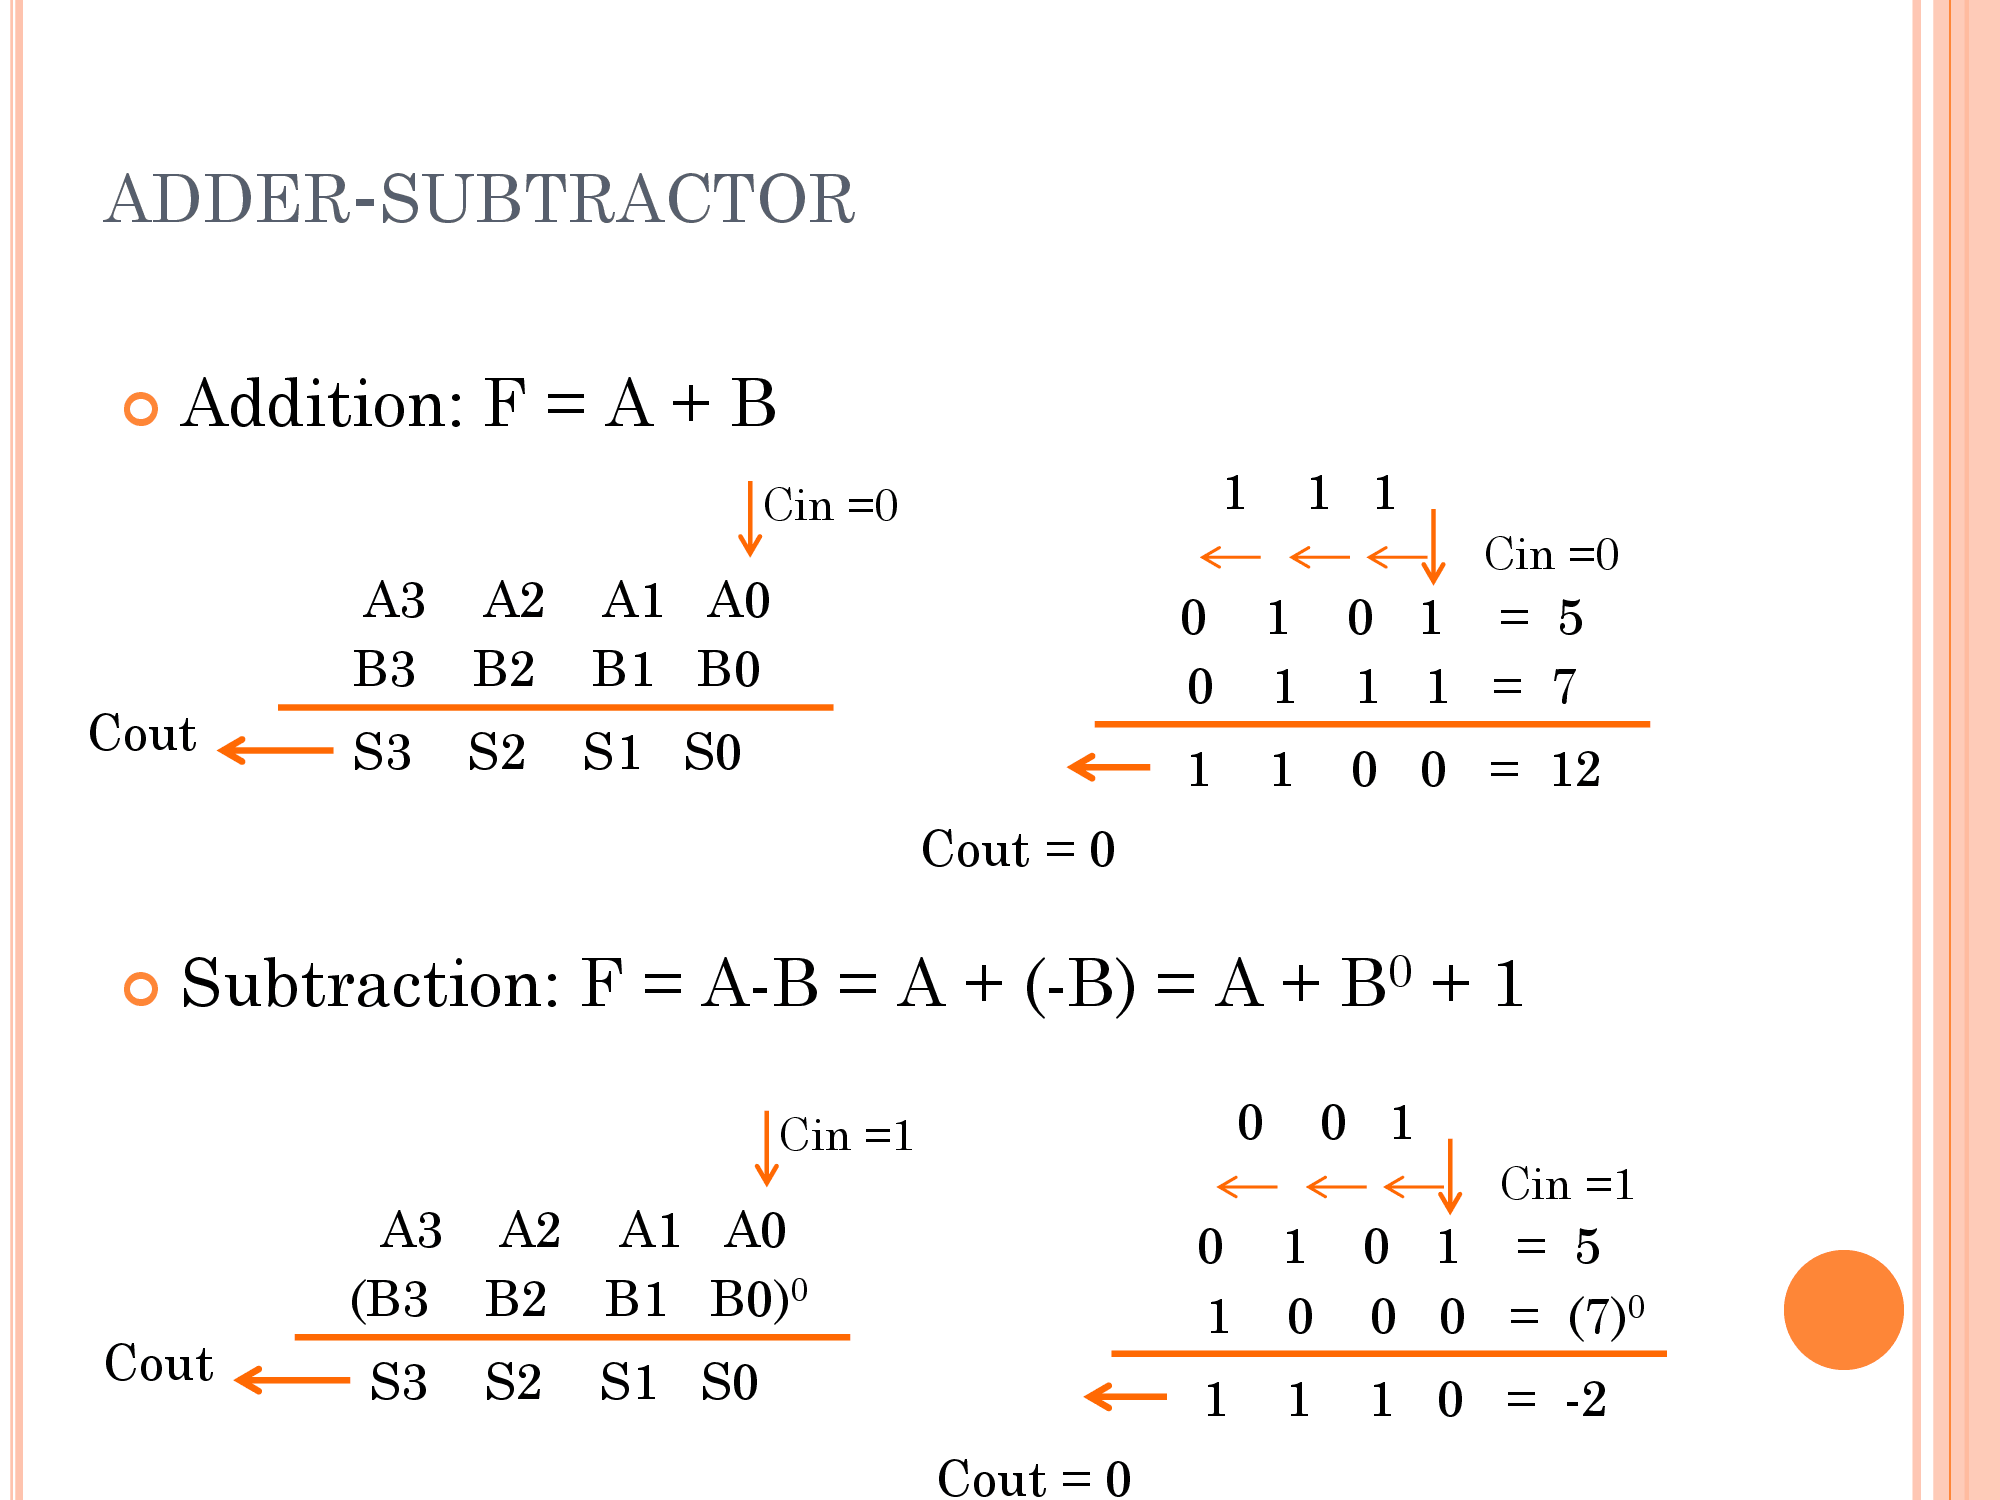 ADDER-SUBTRACTOR
Addition: F = A + B
Cin =0
A3 A2 A1 A0
B3 B2 B1 B0
Cout S3 S2 S1 S0
1 1 1
Cin =0
0 1 0 1 = 5
0 1 1 1 = 7
1 1 0 0 = 12
Cout = 0
Subtraction: F = A-B = A + (-B) = A + B⁰ + 1
Cin =1
A3 A2 A1 A0
(B3 B2 B1 B0)⁰
Cout S3 S2 S1 S0
0 0 1
Cin =1
0 1 0 1 = 5
1 0 0 0 = (7)⁰
1 1 1 0 = -2
Cout = 0